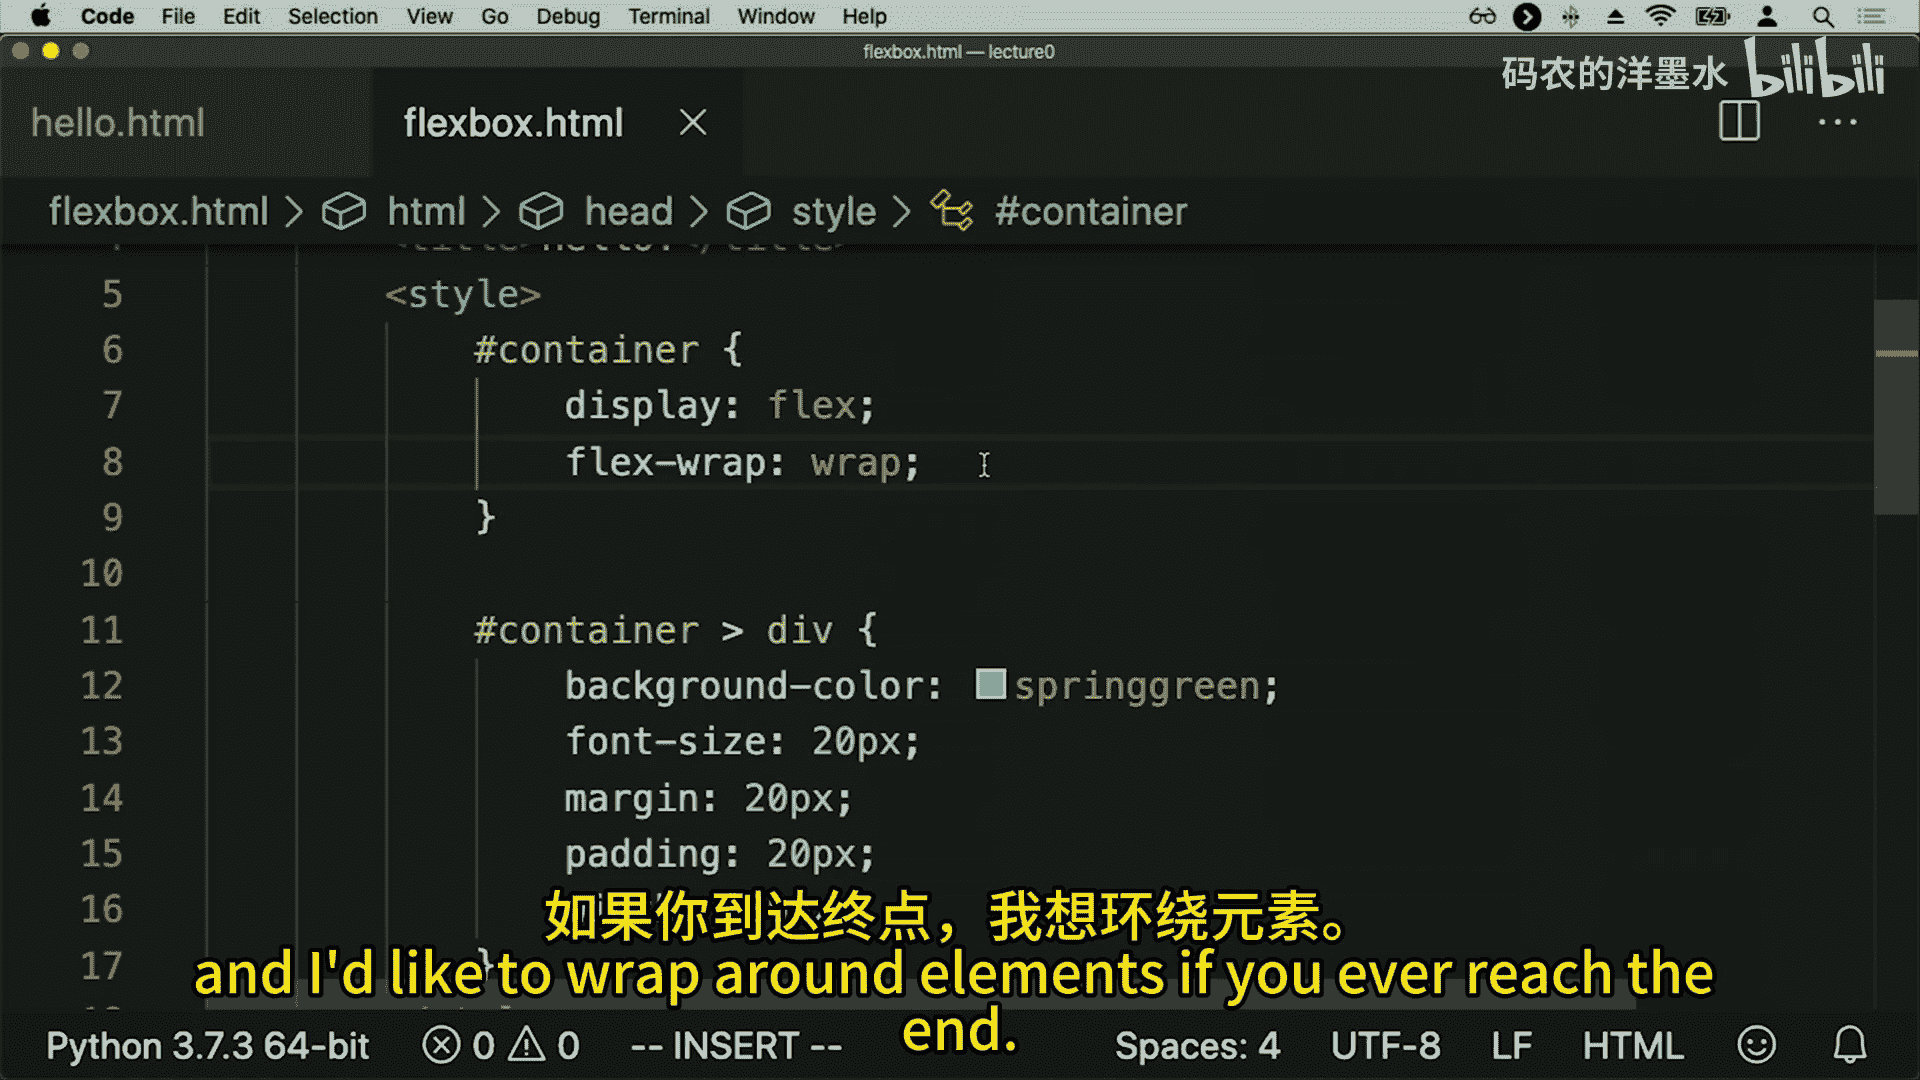 Code File Edit Selection View Go Debug Terminal Window Help
flexbox.html — lecture0
码农的洋墨水 bilibili
hello.html flexbox.html
flexbox.html html head style #container
<title>Hello!</title>
5 <style>
6 #container {
7 display: flex;
8 flex-wrap: wrap;
9 }
10
11 #container > div {
12 background-color: springgreen;
13 font-size: 20px;
14 margin: 20px;
15 padding: 20px;
16
17 }
如果你到达终点，我想环绕元素。
and I'd like to wrap around elements if you ever reach the
end.
Python 3.7.3 64-bit 0 0 -- INSERT -- Spaces: 4 UTF-8 LF HTML